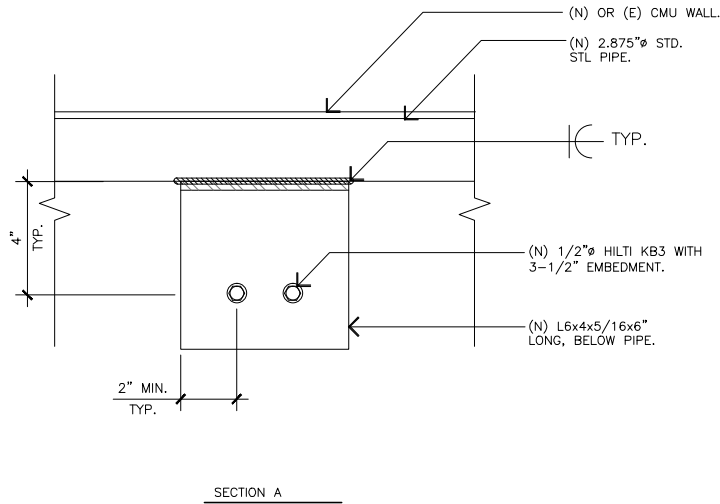 (N) OR (E) CMU WALL.
(N) 2.875"ø STD.
STL PIPE.
TYP.
4"
TYP.
(N) 1/2"ø HILTI KB3 WITH
3-1/2" EMBEDMENT.
(N) L6x4x5/16x6"
LONG, BELOW PIPE.
2" MIN.
TYP.
SECTION A